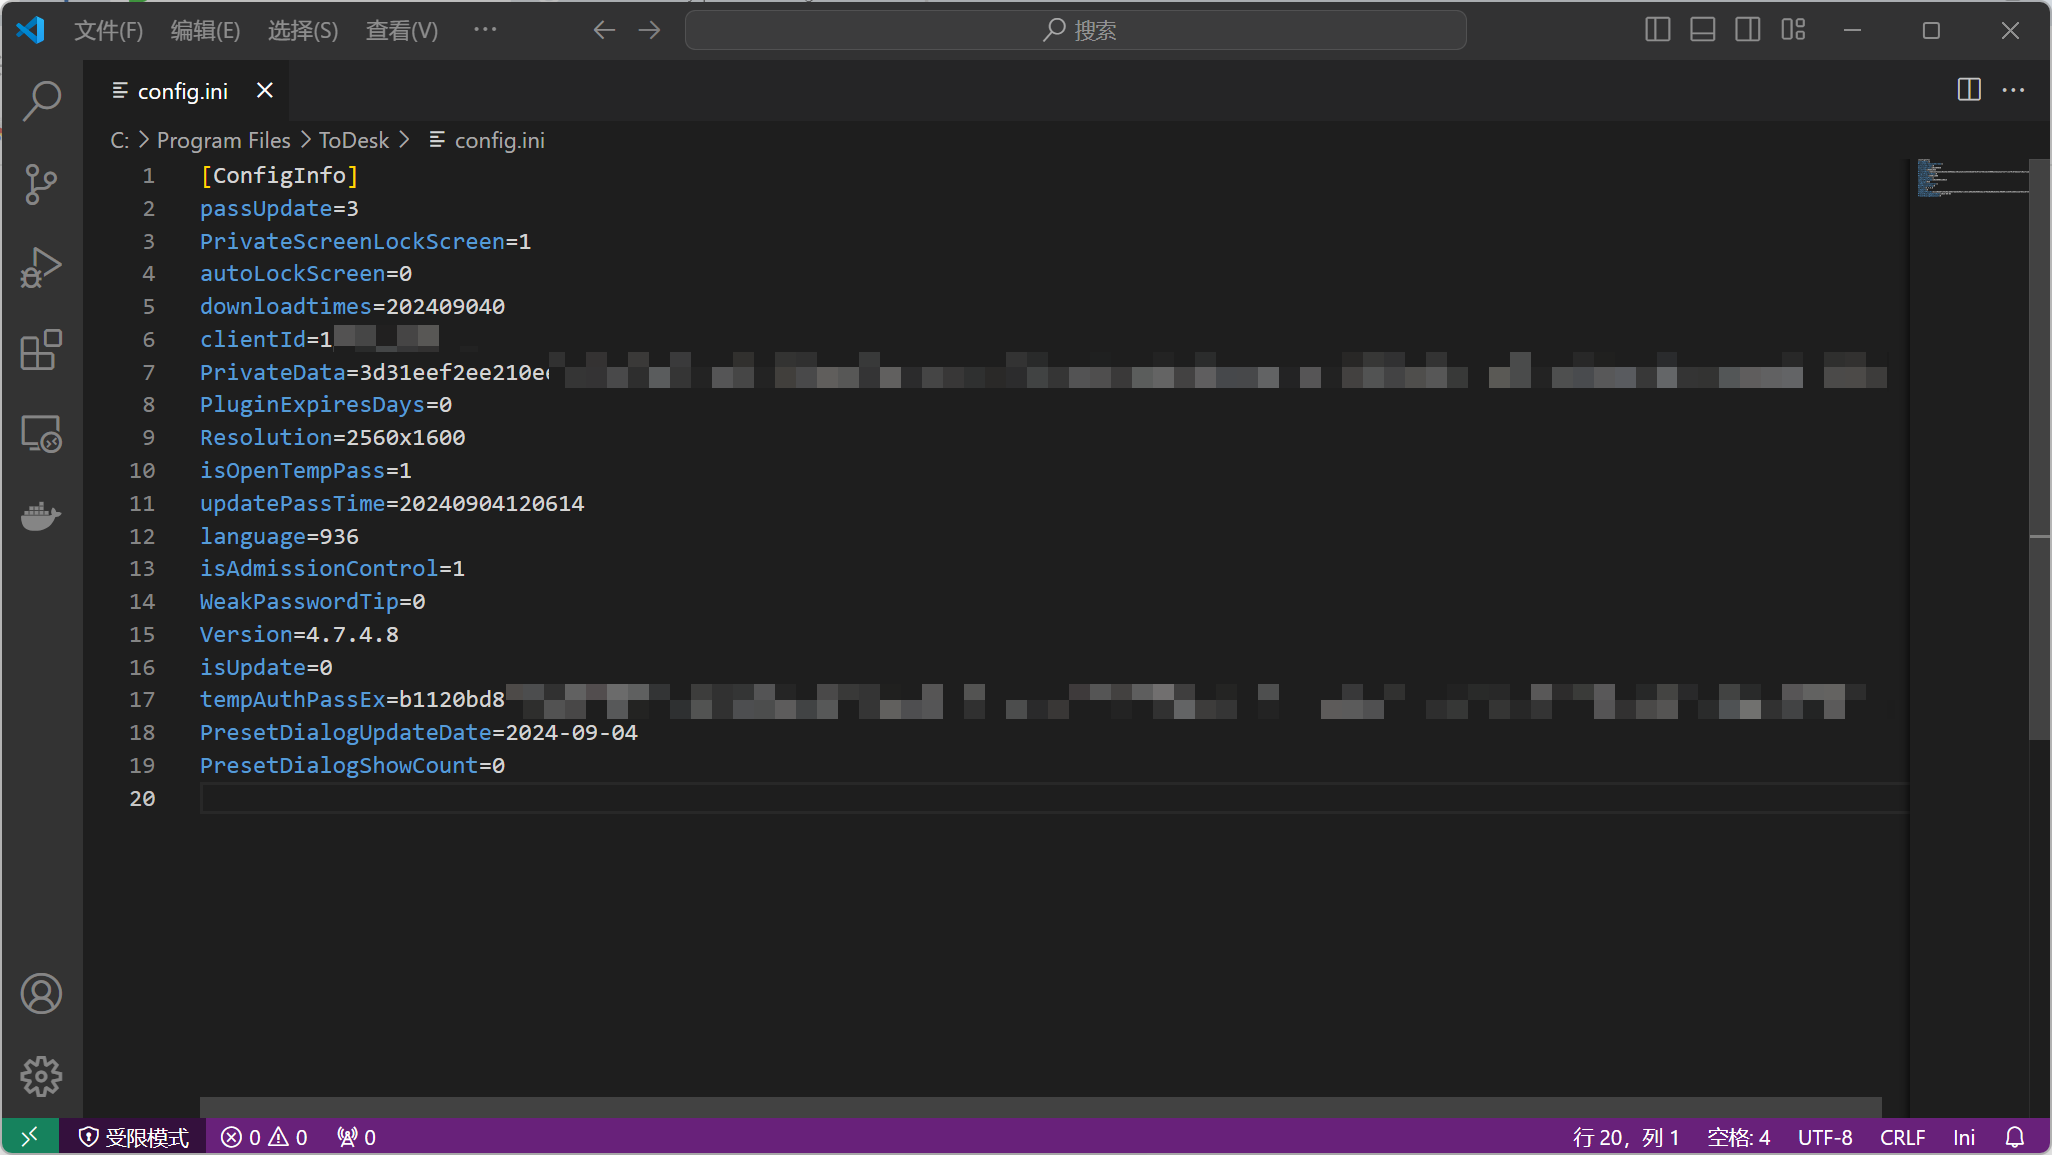 文件(F) 编辑(E) 选择(S) 查看(V) ··· 搜索
config.ini
C: > Program Files > ToDesk > config.ini
1 [ConfigInfo]
2 passUpdate=3
3 PrivateScreenLockScreen=1
4 autoLockScreen=0
5 downloadtimes=202409040
6 clientId=1
7 PrivateData=3d31eef2ee210e
8 PluginExpiresDays=0
9 Resolution=2560x1600
10 isOpenTempPass=1
11 updatePassTime=20240904120614
12 language=936
13 isAdmissionControl=1
14 WeakPasswordTip=0
15 Version=4.7.4.8
16 isUpdate=0
17 tempAuthPassEx=b1120bd8
18 PresetDialogUpdateDate=2024-09-04
19 PresetDialogShowCount=0
20
受限模式 0 0 0 行 20，列 1 空格: 4 UTF-8 CRLF Ini